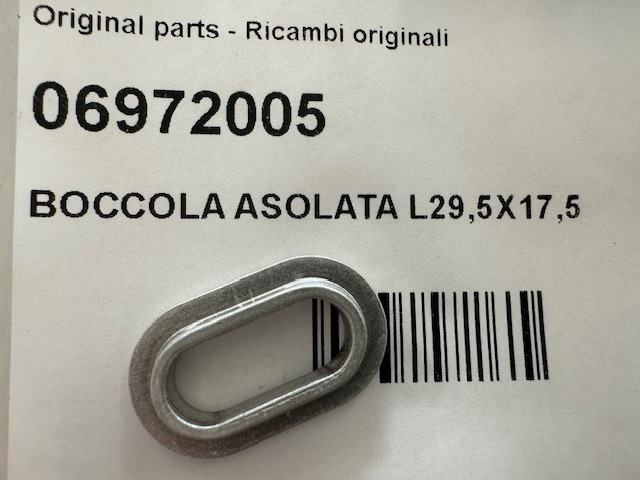 Original parts - Ricambi originali
06972005
BOCCOLA ASOLATA L29,5X17,5